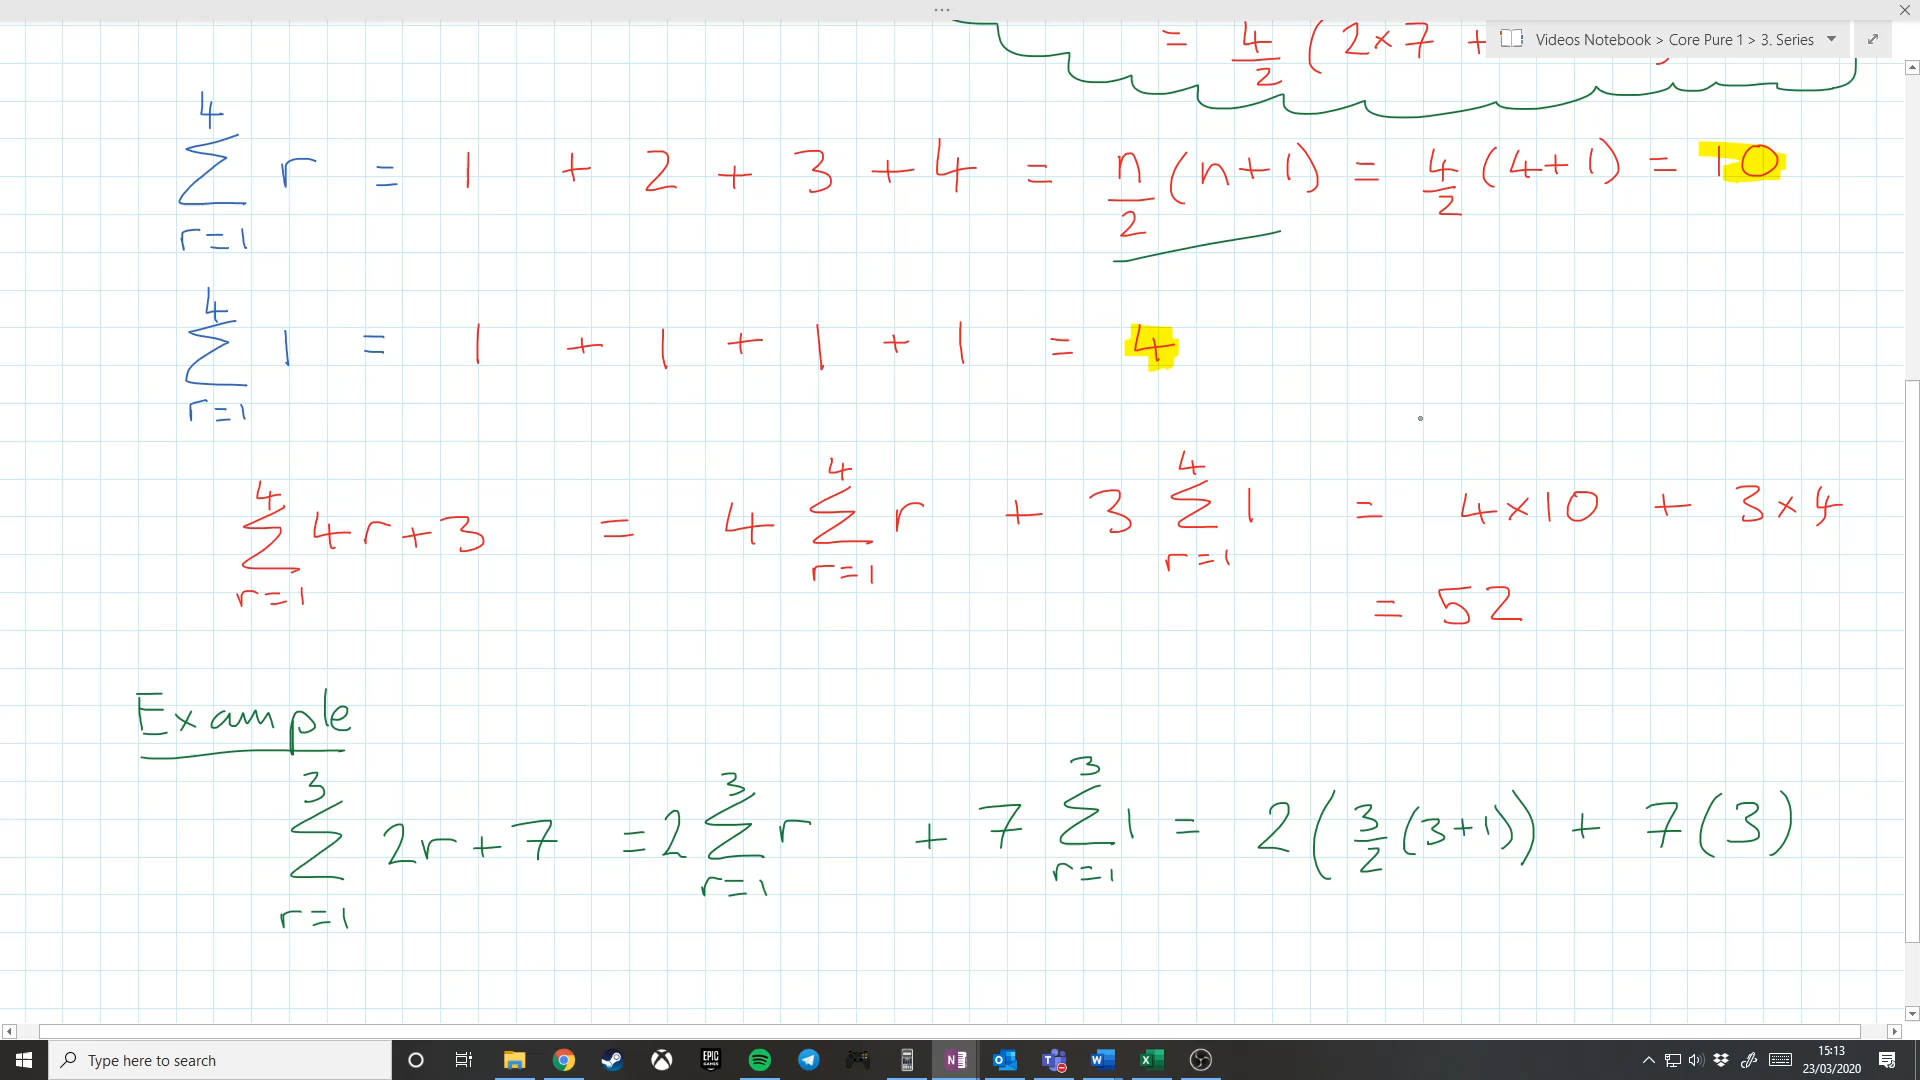 = 4/2 (2×7 +
Videos Notebook > Core Pure 1 > 3. Series
4
∑ r = 1 + 2 + 3 + 4 = n/2 (n+1) = 4/2 (4+1) = 10
r=1
4
∑ 1 = 1 + 1 + 1 + 1 = 4
r=1
4 4 4
∑ 4r+3 = 4 ∑ r + 3 ∑ 1 = 4×10 + 3×4
r=1 r=1 r=1
= 52
Example
3 3 3
∑ 2r+7 = 2 ∑ r + 7 ∑ 1 = 2(3/2 (3+1)) + 7(3)
r=1 r=1 r=1
Type here to search
EPIC GAMES
15:13
23/03/2020